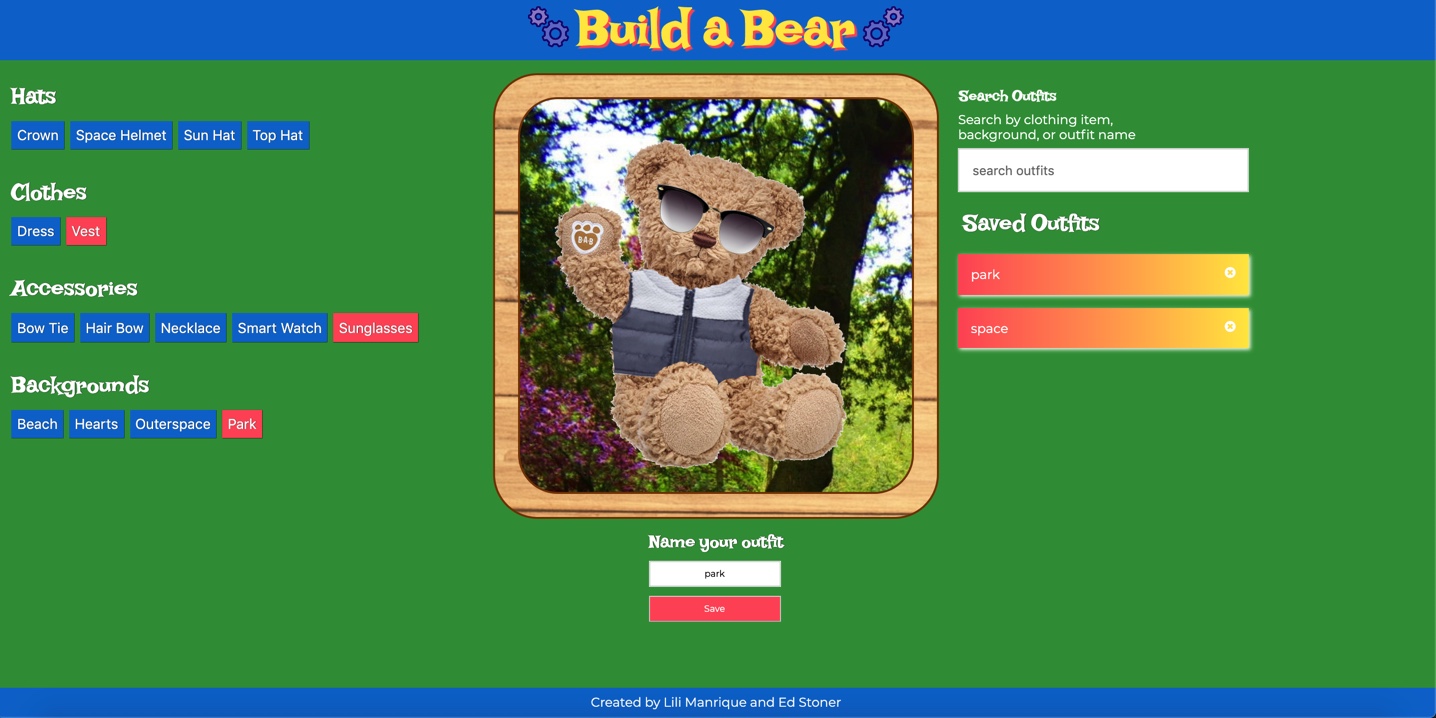 Build a Bear
Hats
Crown Space Helmet Sun Hat Top Hat
Clothes
Dress Vest
Accessories
Bow Tie Hair Bow Necklace Smart Watch Sunglasses
Backgrounds
Beach Hearts Outerspace Park
BAB
Name your outfit
park
Save
Search Outfits
Search by clothing item,
background, or outfit name
search outfits
Saved Outfits
park
space
Created by Lili Manrique and Ed Stoner